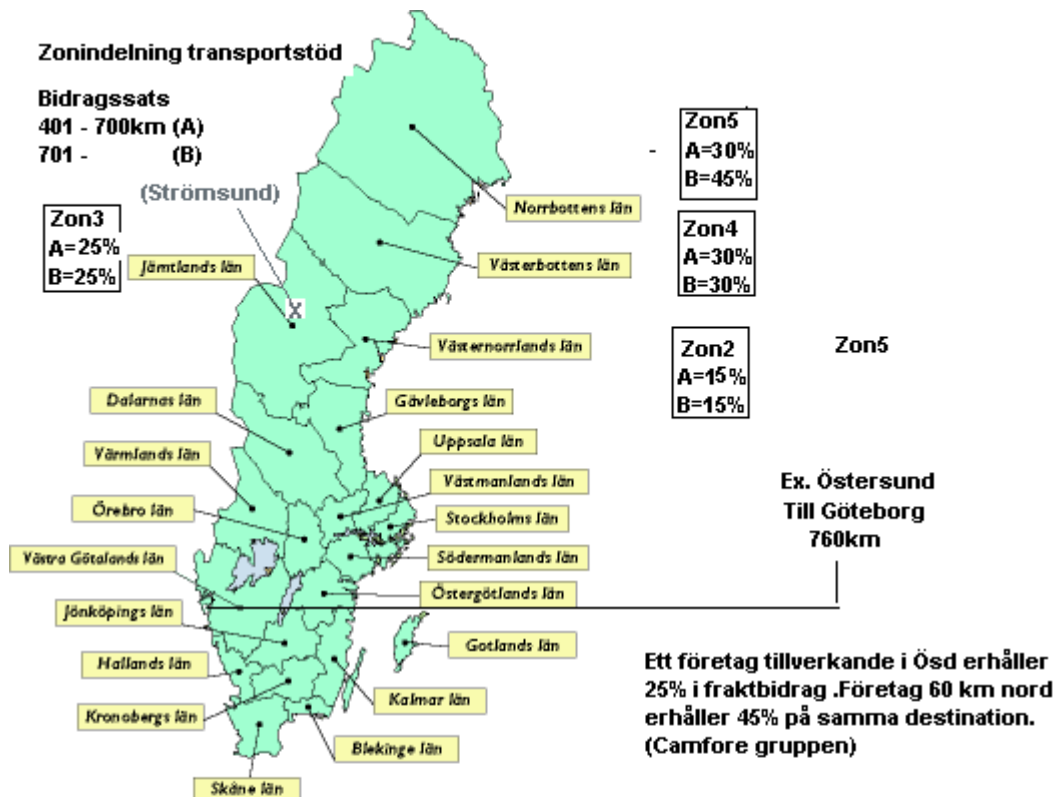 Zonindelning transportstöd
Bidragssats
401 - 700km (A)
701 - (B)
(Strömsund)
Zon3
A=25%
B=25%
X
Zon5
A=30%
B=45%
-
Zon4
A=30%
B=30%
Zon2
A=15%
B=15%
Zon5
Norrbottens län
Västerbottens län
Jämtlands län
Västernorrlands län
Dalarnas län
Gävleborgs län
Uppsala län
Värmlands län
Västmanlands län
Örebro län
Stockholms län
Västra Götalands län
Södermanlands län
Östergötlands län
Jönköpings län
Gotlands län
Hallands län
Kalmar län
Kronobergs län
Blekinge län
Skåne län
Ex. Östersund
Till Göteborg
760km
Ett företag tillverkande i Ösd erhåller
25% i fraktbidrag .Företag 60 km nord
erhåller 45% på samma destination.
(Camfore gruppen)